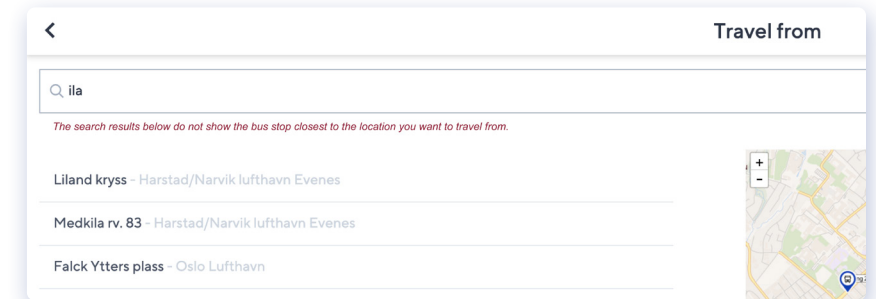 Travel from
ila
The search results below do not show the bus stop closest to the location you want to travel from.
Liland kryss - Harstad/Narvik lufthavn Evenes
+
-
Medkila rv. 83 - Harstad/Narvik lufthavn Evenes
Falck Ytters plass - Oslo Lufthavn